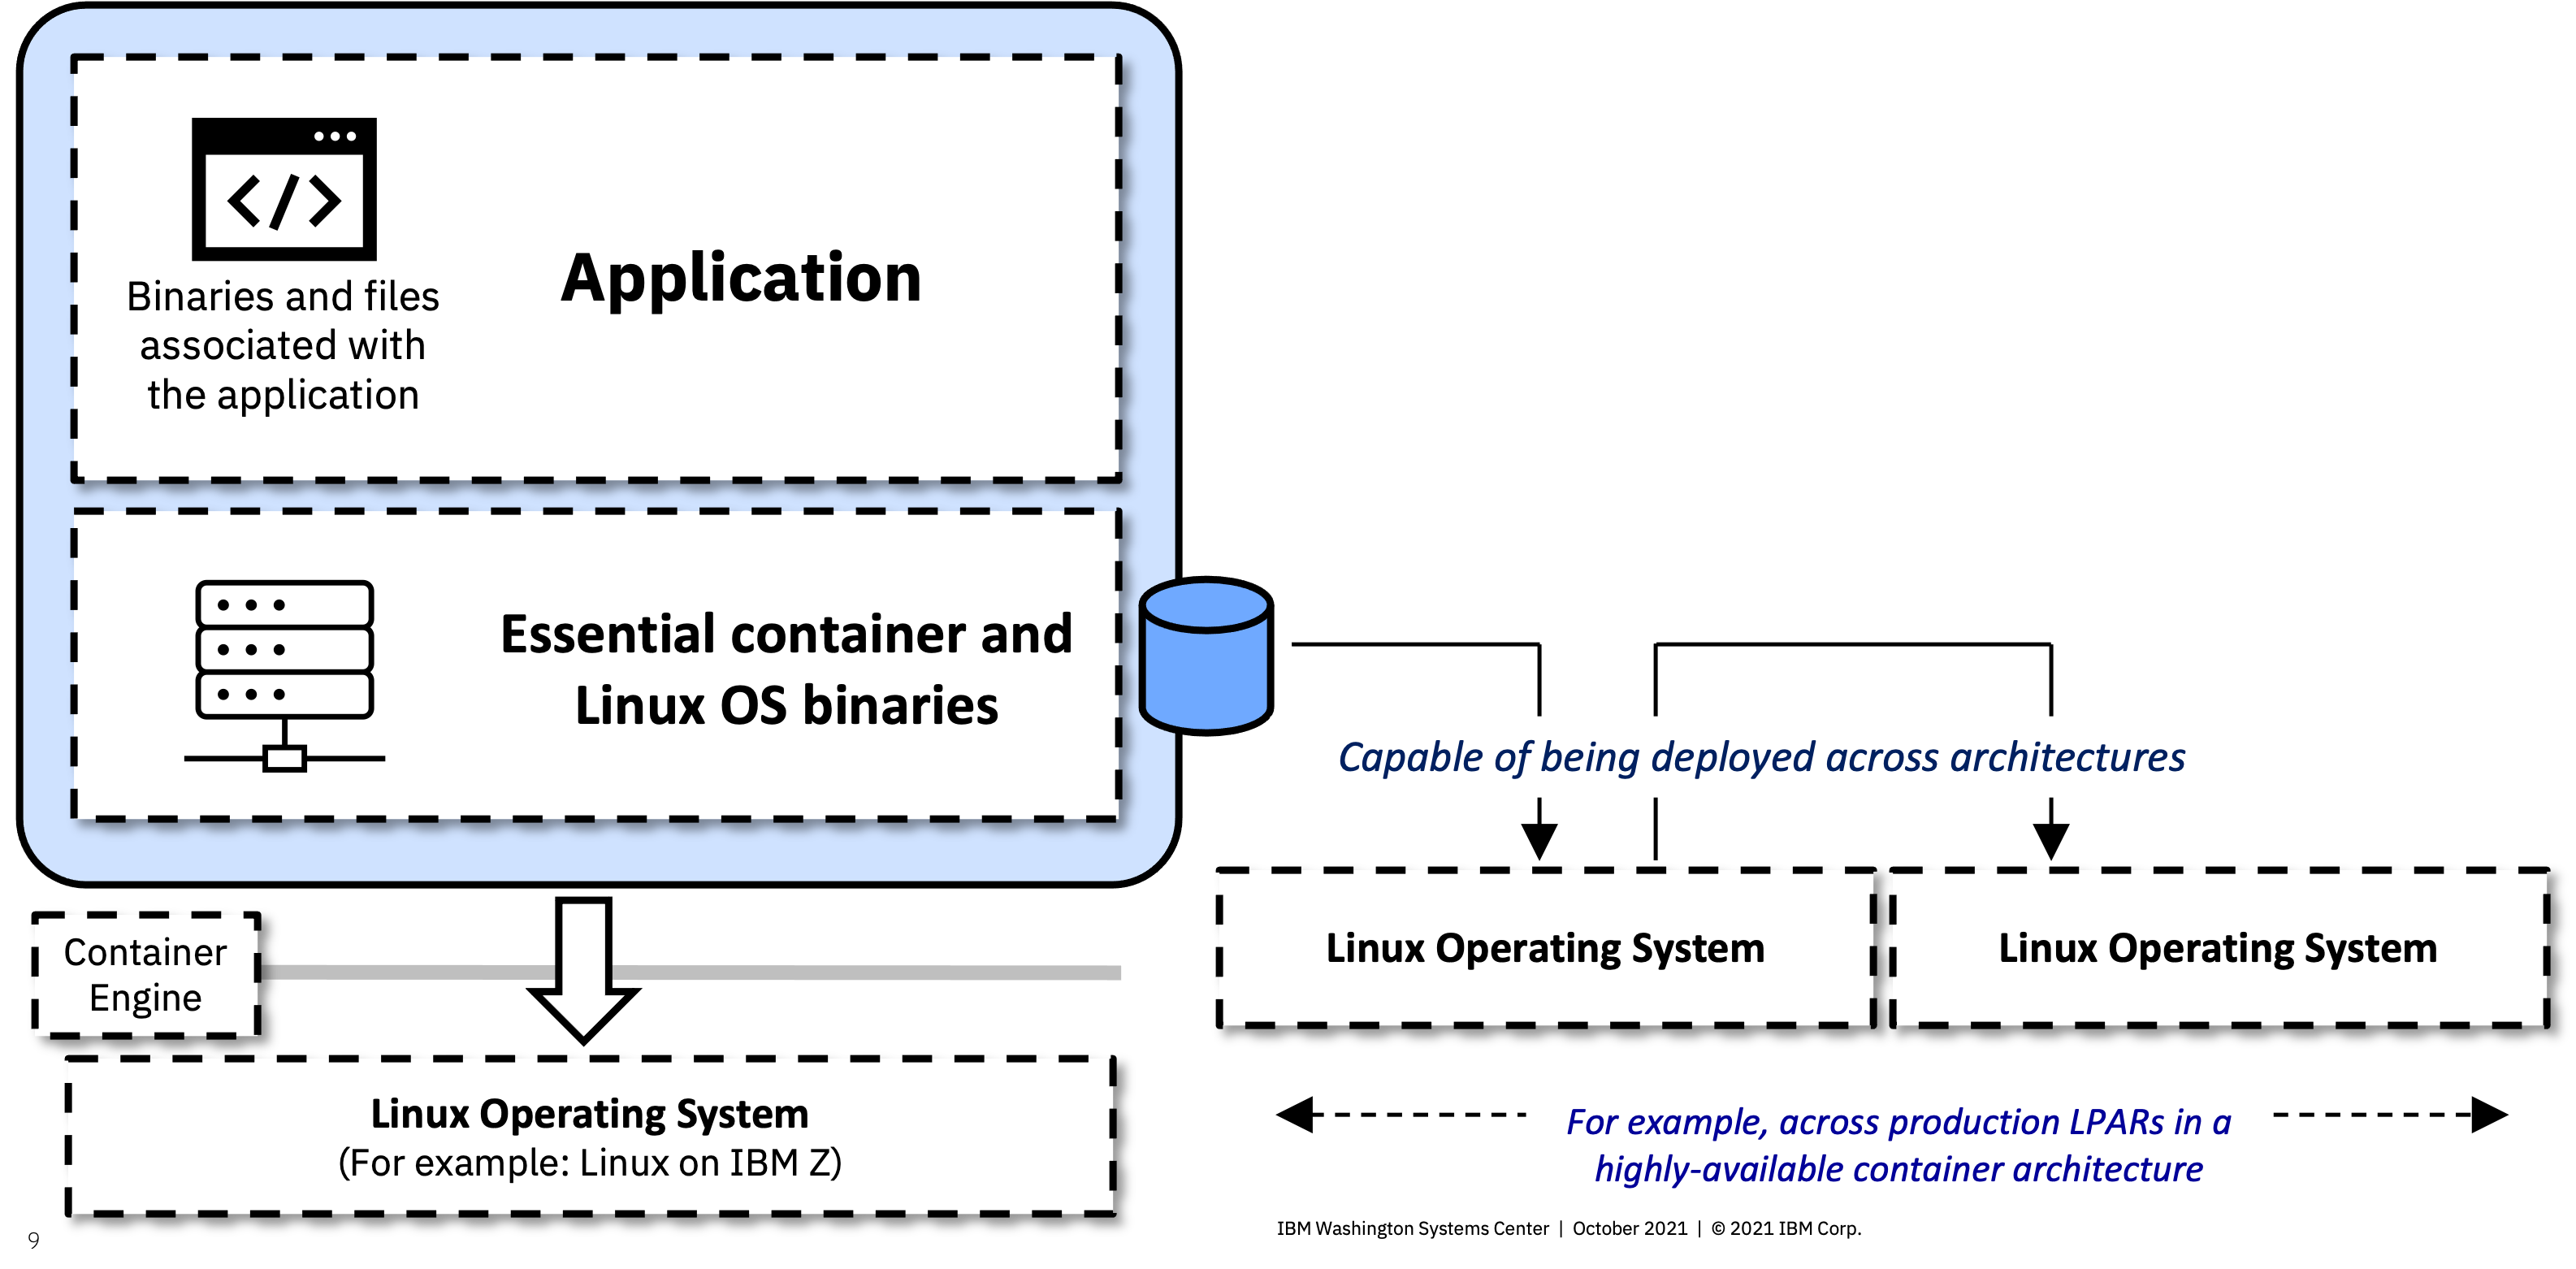 </>
Binaries and files
associated with
the application
Application
Essential container and
Linux OS binaries
Capable of being deployed across architectures
Container
Engine
Linux Operating System
Linux Operating System
Linux Operating System
(For example: Linux on IBM Z)
For example, across production LPARs in a
highly-available container architecture
9
IBM Washington Systems Center | October 2021 | © 2021 IBM Corp.